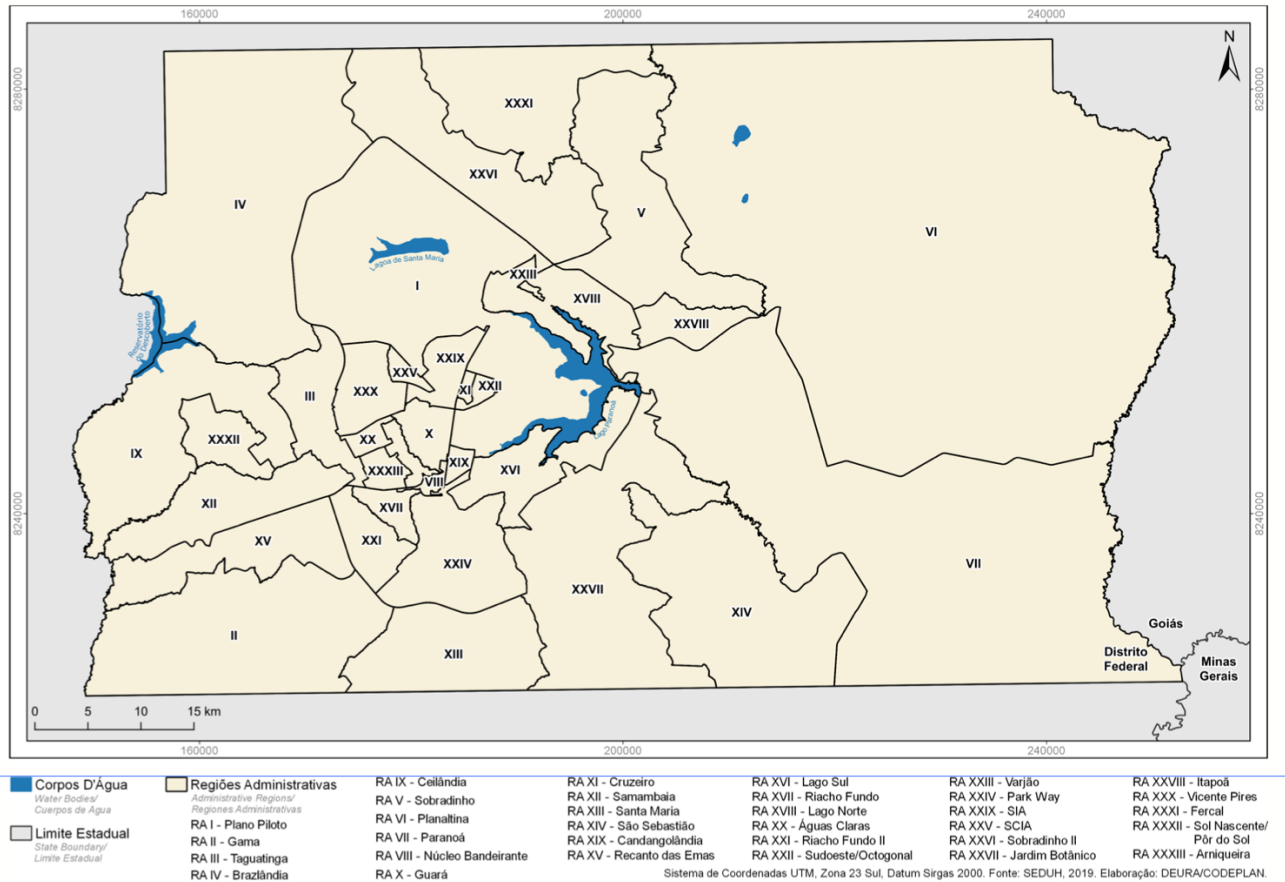 160000
200000
240000
N
8280000
8280000
XXXI
XXVI
IV
V
VI
Lagoa de Santa Maria
XXIII
I
XVIII
XXVIII
Reservatório
do Descoberto
XXIX
XXV
XI
XXII
XXX
III
Lago Paranoá
X
XX
XXXII
IX
XIX
XVI
XXXIII
VIII
XII
XVII
8240000
8240000
XV
XXI
XXIV
VII
XXVII
XIV
Goiás
II
XIII
Distrito
Federal
Minas
Gerais
0 5 10 15 km
160000
200000
240000
Corpos D'Água
Water Bodies/
Cuerpos de Agua
Limite Estadual
State Boundary/
Limite Estadual
Regiões Administrativas
Administrative Regions/
Regiones Administrativas
RA I - Plano Piloto
RA II - Gama
RA III - Taguatinga
RA IV - Brazlândia
RA IX - Ceilândia
RA V - Sobradinho
RA VI - Planaltina
RA VII - Paranoá
RA VIII - Núcleo Bandeirante
RA X - Guará
RA XI - Cruzeiro
RA XII - Samambaia
RA XIII - Santa Maria
RA XIV - São Sebastião
RA XIX - Candangolândia
RA XV - Recanto das Emas
RA XVI - Lago Sul
RA XVII - Riacho Fundo
RA XVIII - Lago Norte
RA XX - Águas Claras
RA XXI - Riacho Fundo II
RA XXII - Sudoeste/Octogonal
RA XXIII - Varjão
RA XXIV - Park Way
RA XXIX - SIA
RA XXV - SCIA
RA XXVI - Sobradinho II
RA XXVII - Jardim Botânico
RA XXVIII - Itapoã
RA XXX - Vicente Pires
RA XXXI - Fercal
RA XXXII - Sol Nascente/
Pôr do Sol
RA XXXIII - Arniqueira
Sistema de Coordenadas UTM, Zona 23 Sul, Datum Sirgas 2000. Fonte: SEDUH, 2019. Elaboração: DEURA/CODEPLAN.